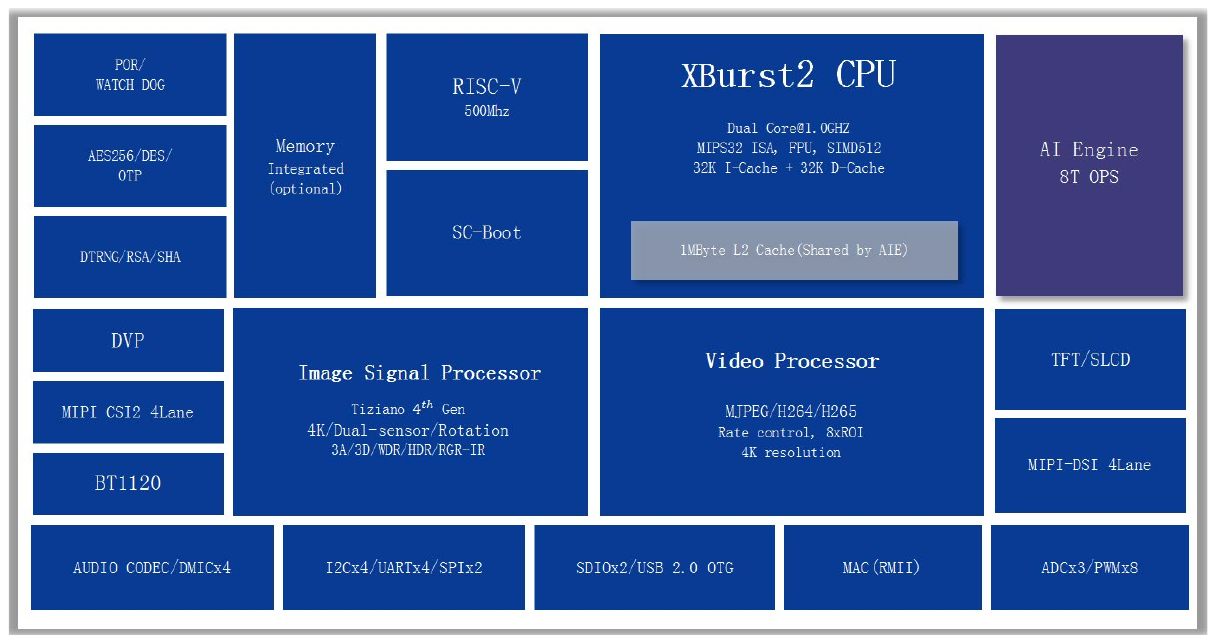 POR/
WATCH DOG
AES256/DES/
OTP
DTRNG/RSA/SHA
Memory
Integrated
(optional)
RISC-V
500Mhz
SC-Boot
XBurst2 CPU
Dual Core@1.0GHZ
MIPS32 ISA, FPU, SIMD512
32K I-Cache + 32K D-Cache
1MByte L2 Cache(Shared by AIE)
AI Engine
8T OPS
DVP
MIPI CSI2 4Lane
BT1120
Image Signal Processor
Tiziano 4th Gen
4K/Dual-sensor/Rotation
3A/3D/WDR/HDR/RGR-IR
Video Processor
MJPEG/H264/H265
Rate control, 8xROI
4K resolution
TFT/SLCD
MIPI-DSI 4Lane
AUDIO CODEC/DMICx4
I2Cx4/UARTx4/SPIx2
SDIOx2/USB 2.0 OTG
MAC(RMII)
ADCx3/PWMx8